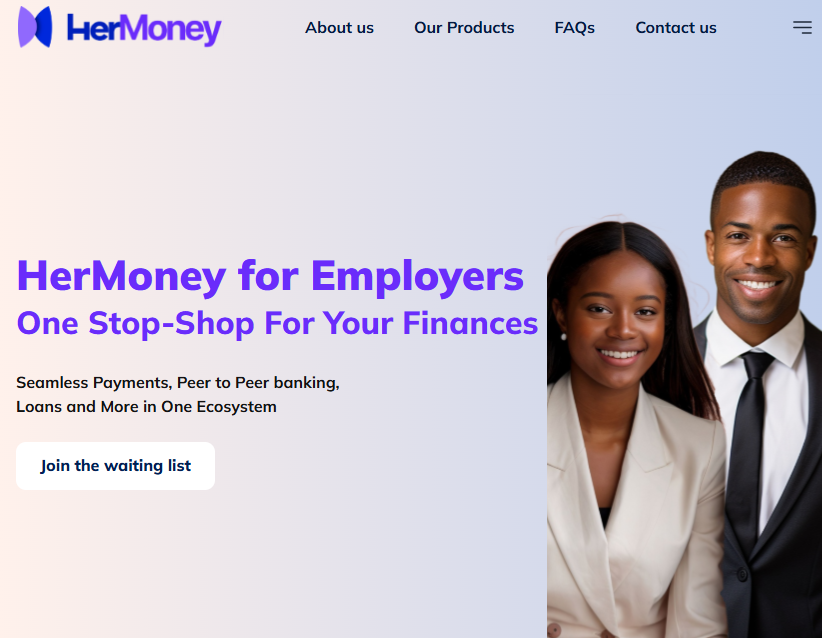 HerMoney
About us
Our Products
FAQs
Contact us
HerMoney for Employers
One Stop-Shop For Your Finances
Seamless Payments, Peer to Peer banking,
Loans and More in One Ecosystem
Join the waiting list